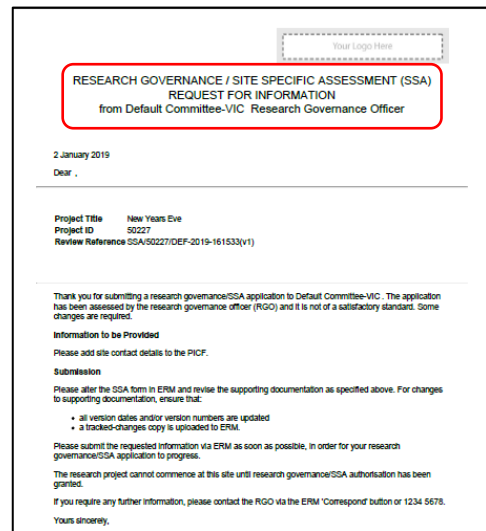 Your Logo Here
RESEARCH GOVERNANCE / SITE SPECIFIC ASSESSMENT (SSA)
REQUEST FOR INFORMATION
from Default Committee-VIC Research Governance Officer
2 January 2019
Dear ,
Project Title New Years Eve
Project ID 50227
Review Reference SSA/50227/DEF-2019-161533(v1)
Thank you for submitting a research governance/SSA application to Default Committee-VIC . The application
has been assessed by the research governance officer (RGO) and it is not of a satisfactory standard. Some
changes are required.
Information to be Provided
Please add site contact details to the PICF.
Submission
Please alter the SSA form in ERM and revise the supporting documentation as specified above. For changes
to supporting documentation, ensure that:
• all version dates and/or version numbers are updated
• a tracked-changes copy is uploaded to ERM.
Please submit the requested information via ERM as soon as possible, in order for your research
governance/SSA application to progress.
The research project cannot commence at this site until research governance/SSA authorisation has been
granted.
If you require any further information, please contact the RGO via the ERM 'Correspond' button or 1234 5678.
Yours sincerely,